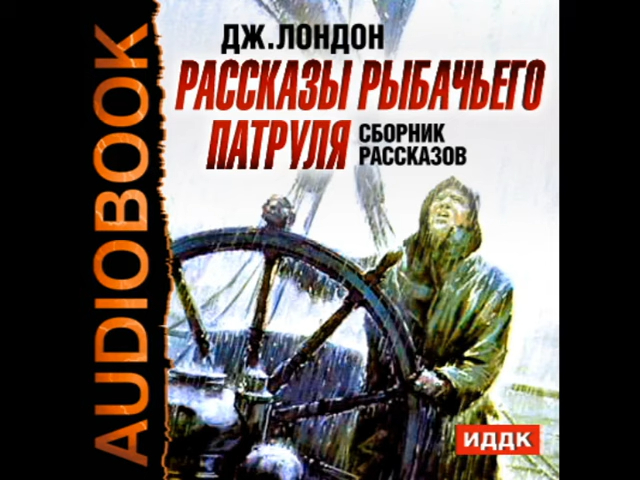 AUDIOBOOK
ДЖ.ЛОНДОН
РАССКАЗЫ РЫБАЧЬЕГО
ПАТРУЛЯ
СБОРНИК
РАССКАЗОВ
ИДДК